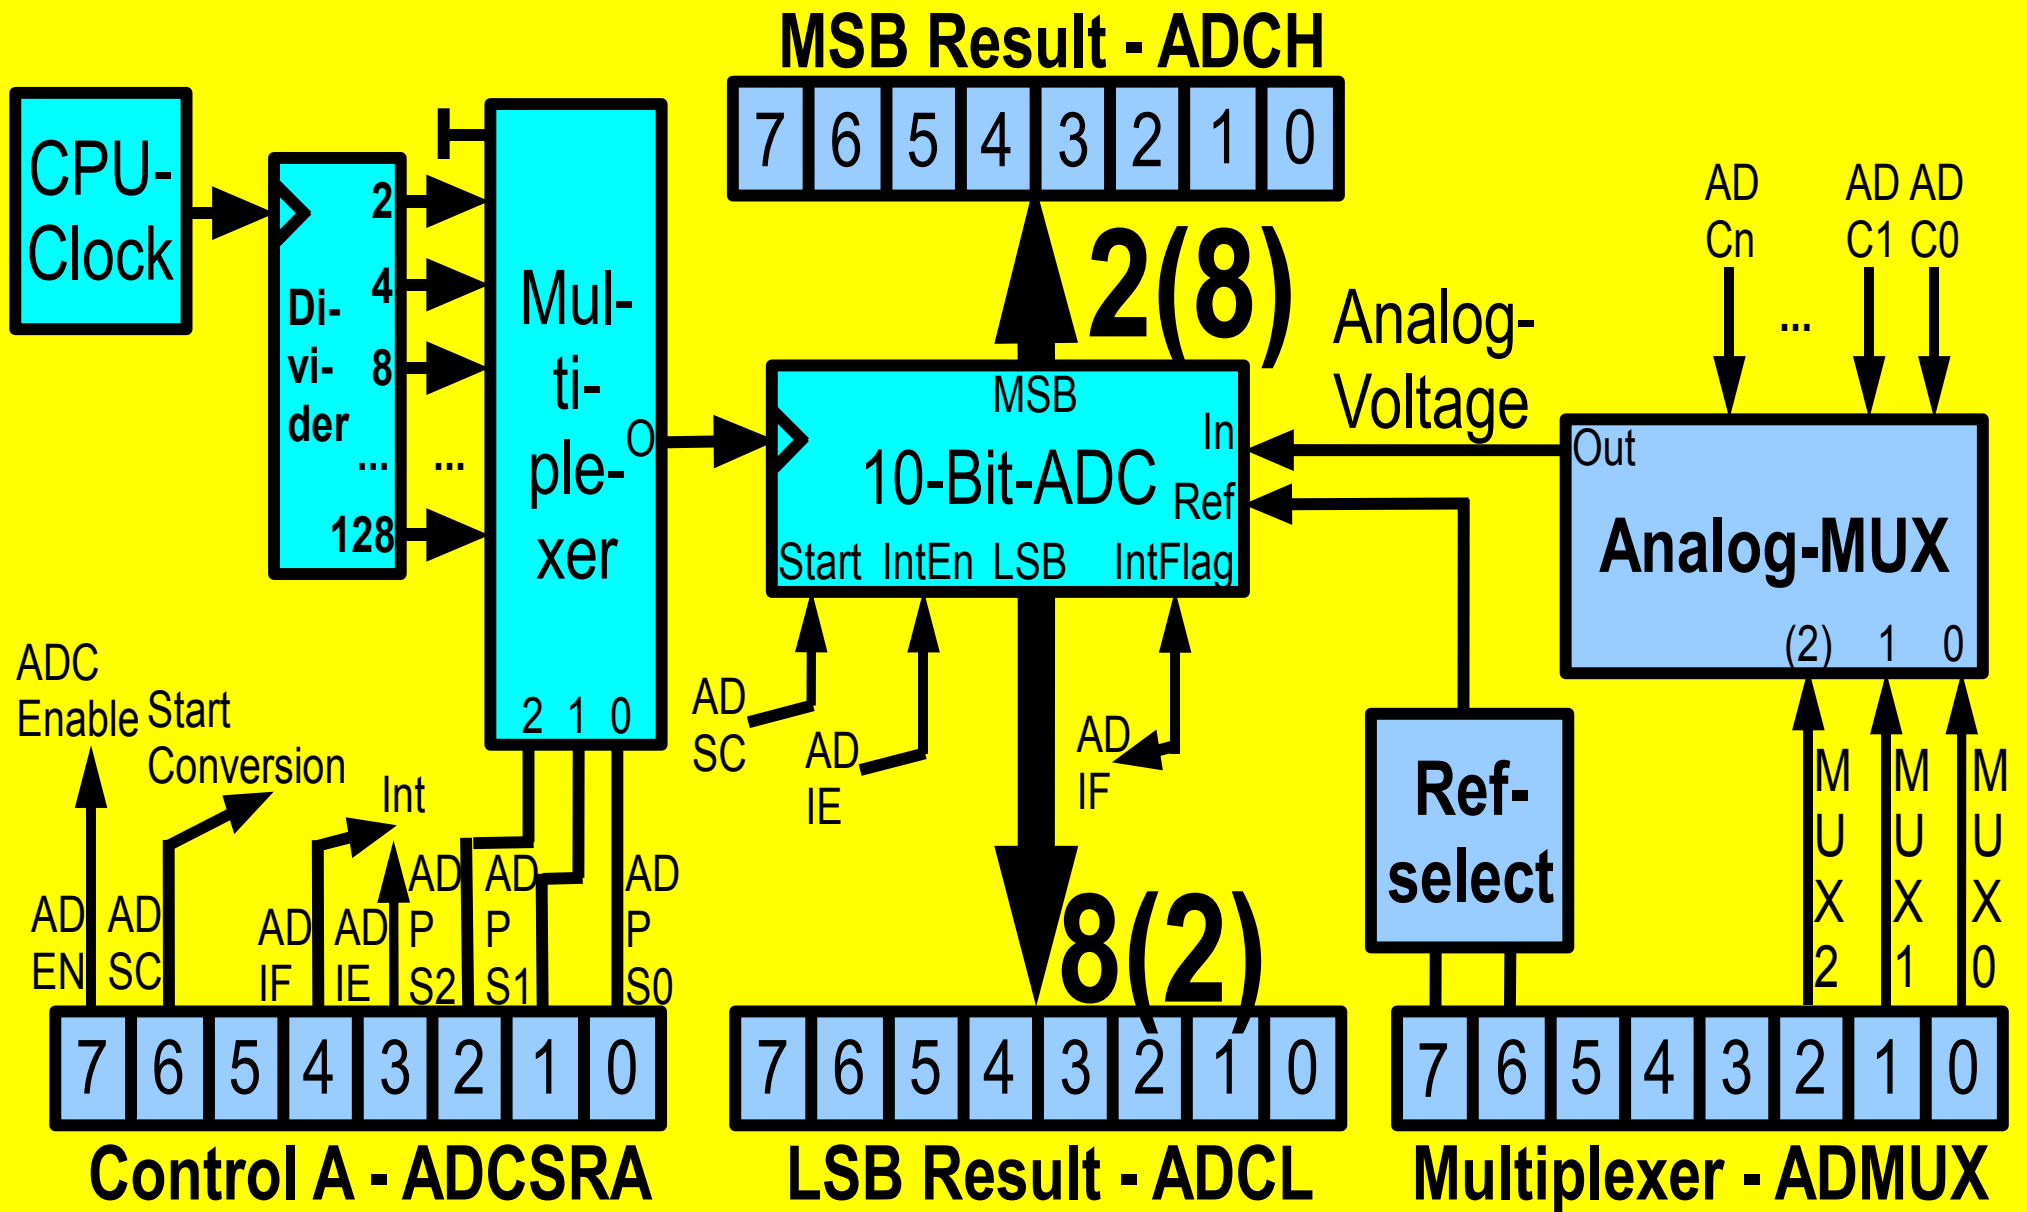 MSB Result - ADCH
7 6 5 4 3 2 1 0
CPU-
Clock
Di-
vi-
der
2
4
8
...
128
...
Mul-
ti-
ple-
xer
O
2 1 0
2(8)
MSB
10-Bit-ADC
In
Ref
Start IntEn LSB IntFlag
Analog-
Voltage
AD
Cn
...
AD
C1
AD
C0
Out
Analog-MUX
(2) 1 0
ADC
Enable
Start
Conversion
Int
AD
SC
AD
IE
AD
IF
8(2)
Ref-
select
M
U
X
2
M
U
X
1
M
U
X
0
AD
EN
AD
SC
AD
IF
AD
IE
AD
P
S2
AD
P
S1
AD
P
S0
7 6 5 4 3 2 1 0
Control A - ADCSRA
7 6 5 4 3 2 1 0
LSB Result - ADCL
7 6 5 4 3 2 1 0
Multiplexer - ADMUX